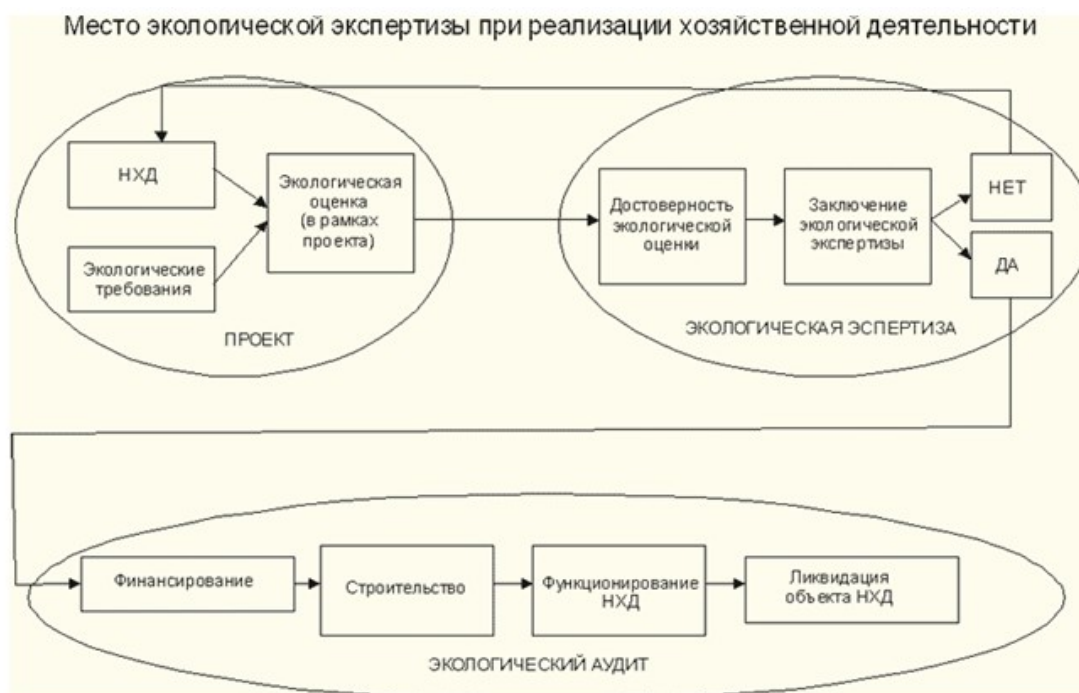 Место экологической экспертизы при реализации хозяйственной деятельности
НХД
Экологическая
оценка
(в рамках
проекта)
Экологические
требования
ПРОЕКТ
Достоверность
экологической
оценки
Заключение
экологической
экспертизы
НЕТ
ДА
ЭКОЛОГИЧЕСКАЯ ЭСПЕРТИЗА
Финансирование
Строительство
Функционирование
НХД
Ликвидация
объекта НХД
ЭКОЛОГИЧЕСКИЙ АУДИТ